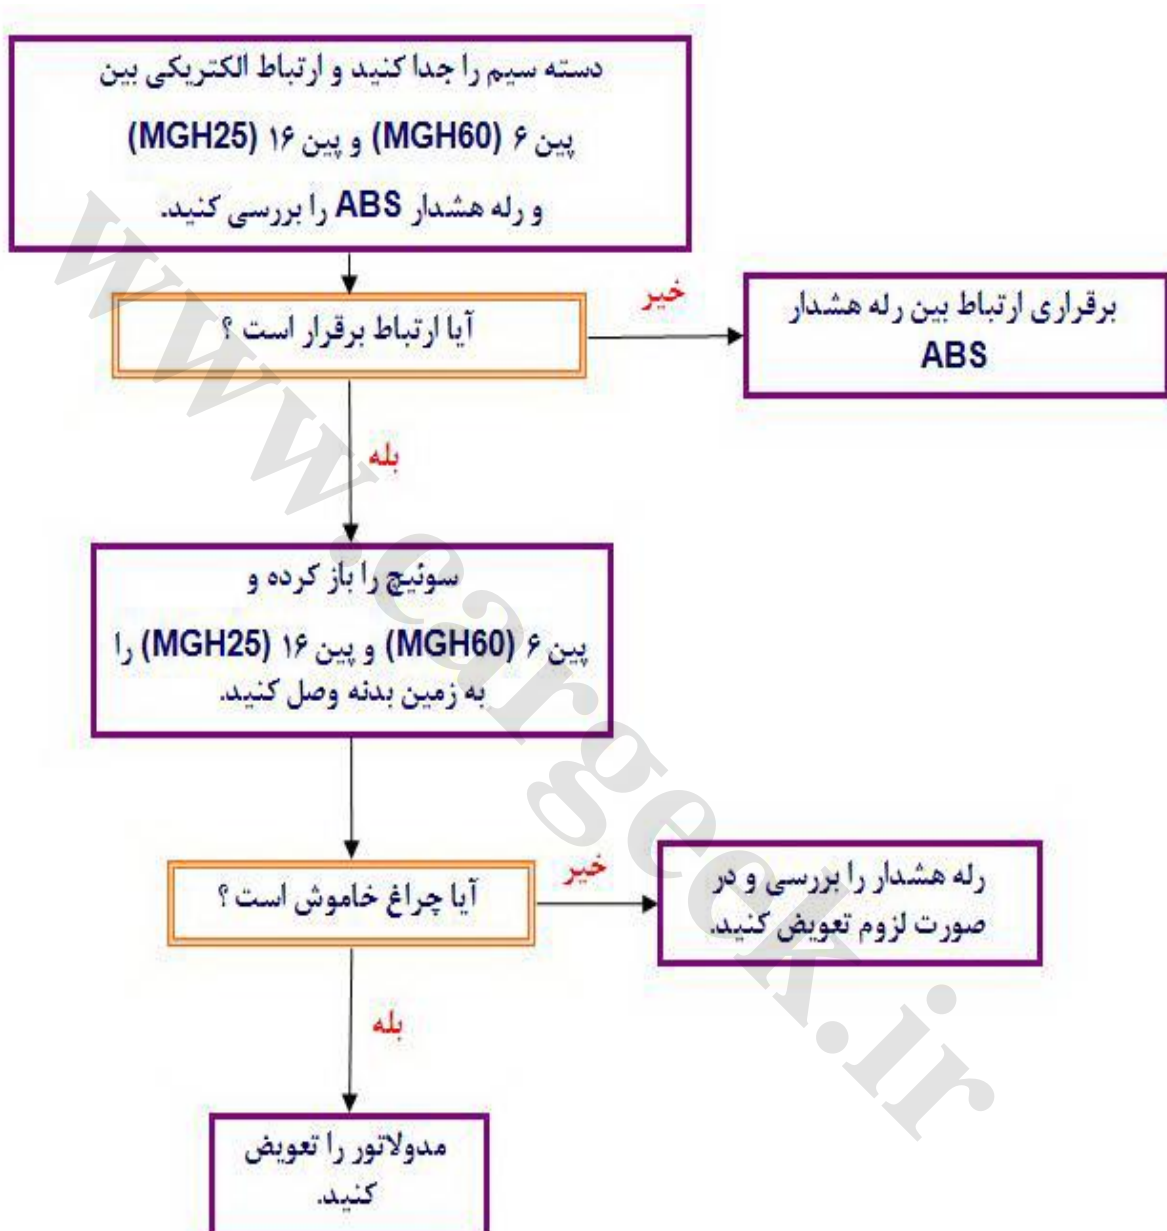 دسته سیم را جدا کنید و ارتباط الکتریکی بین
پین ۶ (MGH60) و پین ۱۶ (MGH25)
و رله هشدار ABS را بررسی کنید.
آیا ارتباط برقرار است ؟
خیر
برقراری ارتباط بین رله هشدار
ABS
بله
سوئیچ را باز کرده و
پین ۶ (MGH60) و پین ۱۶ (MGH25) را
به زمین بدنه وصل کنید.
آیا چراغ خاموش است ؟
خیر
رله هشدار را بررسی و در
صورت لزوم تعویض کنید.
بله
مدولاتور را تعویض
کنید.
www.cargeek.ir